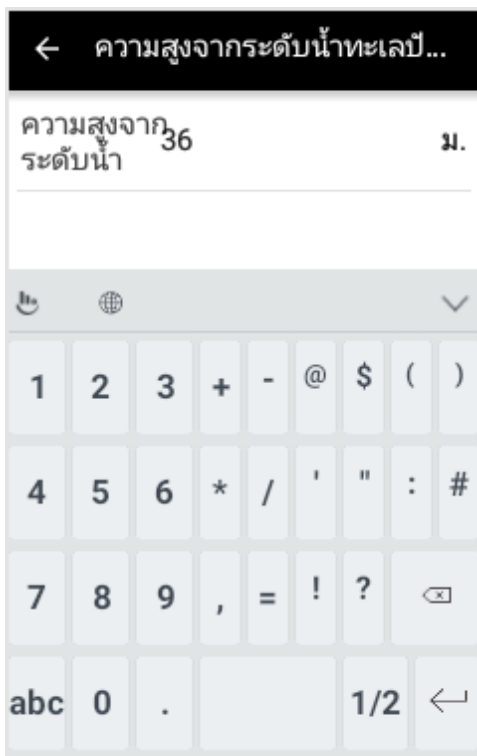 ความสูงจากระดับน้ำทะเลปั...
ความสูงจาก
ระดับน้ำ
36
ม.
1 2 3 + - @ $ ( )
4 5 6 * / ' " : #
7 8 9 , = ! ?
abc 0 . 1/2